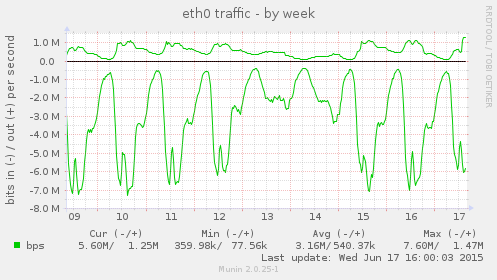 eth0 traffic - by week
RRDTOOL / TOBI OETIKER
bits in (-) / out (+) per second
1.0 M
0.0
-1.0 M
-2.0 M
-3.0 M
-4.0 M
-5.0 M
-6.0 M
-7.0 M
-8.0 M
09 10 11 12 13 14 15 16 17
Cur (-/+) Min (-/+) Avg (-/+) Max (-/+)
bps 5.60M/ 1.25M 359.98k/ 77.56k 3.16M/540.37k 7.60M/ 1.47M
Last update: Wed Jun 17 16:00:03 2015
Munin 2.0.25-1